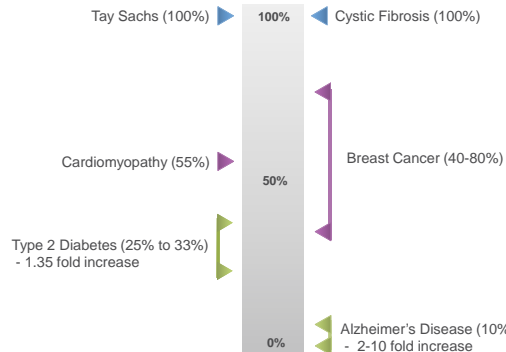 Tay Sachs (100%)
100%
Cystic Fibrosis (100%)
Cardiomyopathy (55%)
Breast Cancer (40-80%)
50%
Type 2 Diabetes (25% to 33%)
- 1.35 fold increase
0%
Alzheimer's Disease (10%
- 2-10 fold increase